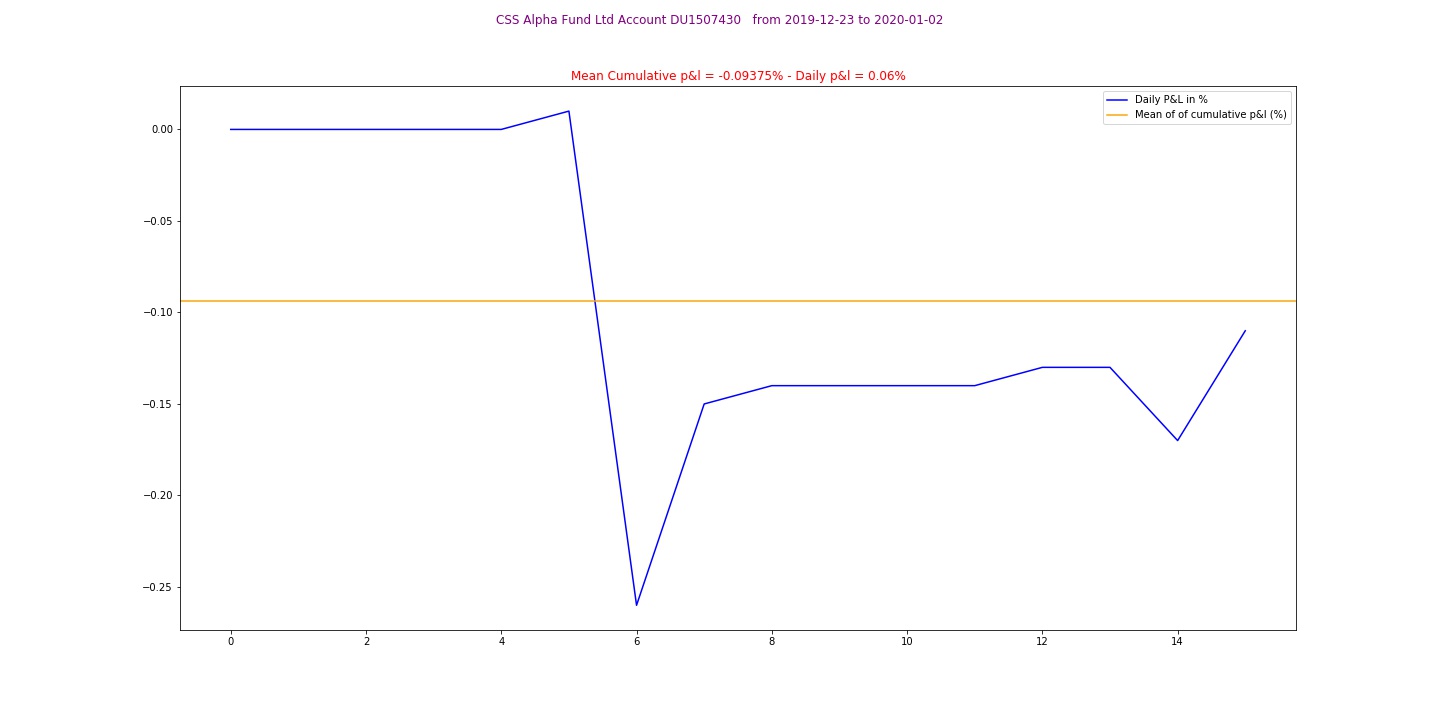 CSS Alpha Fund Ltd Account DU1507430   from 2019-12-23 to 2020-01-02
Mean Cumulative p&l = -0.09375% - Daily p&l = 0.06%
Daily P&L in %
Mean of of cumulative p&l (%)
0.00
−0.05
−0.10
−0.15
−0.20
−0.25
0 2 4 6 8 10 12 14